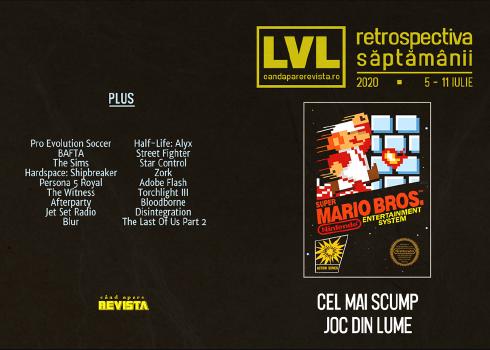 LVL
candaparerevista.ro
retrospectiva
săptămânii
2020 ▪ 5 - 11 IULIE
PLUS
Pro Evolution Soccer
BAFTA
The Sims
Hardspace: Shipbreaker
Persona 5 Royal
The Witness
Afterparty
Jet Set Radio
Blur
Half-Life: Alyx
Street Fighter
Star Control
Zork
Adobe Flash
Torchlight III
Bloodborne
Disintegration
The Last Of Us Part 2
când apare
REVISTA
SUPER
MARIO BROS.
Nintendo
ENTERTAINMENT
SYSTEM
ACTION SERIES
CEL MAI SCUMP
JOC DIN LUME